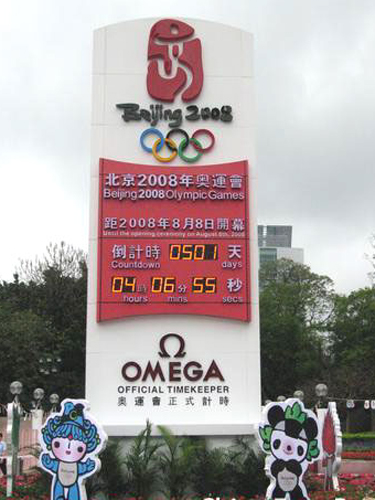 Beijing 2008
北京2008年奧運會
Beijing 2008 Olympic Games
距2008年8月8日開幕
Until the opening ceremony on August 8th, 2008
倒計時 0501 天
Countdown days
04 時 06 分 55 秒
hours mins secs
OMEGA
OFFICIAL TIMEKEEPER
奧運會正式計時